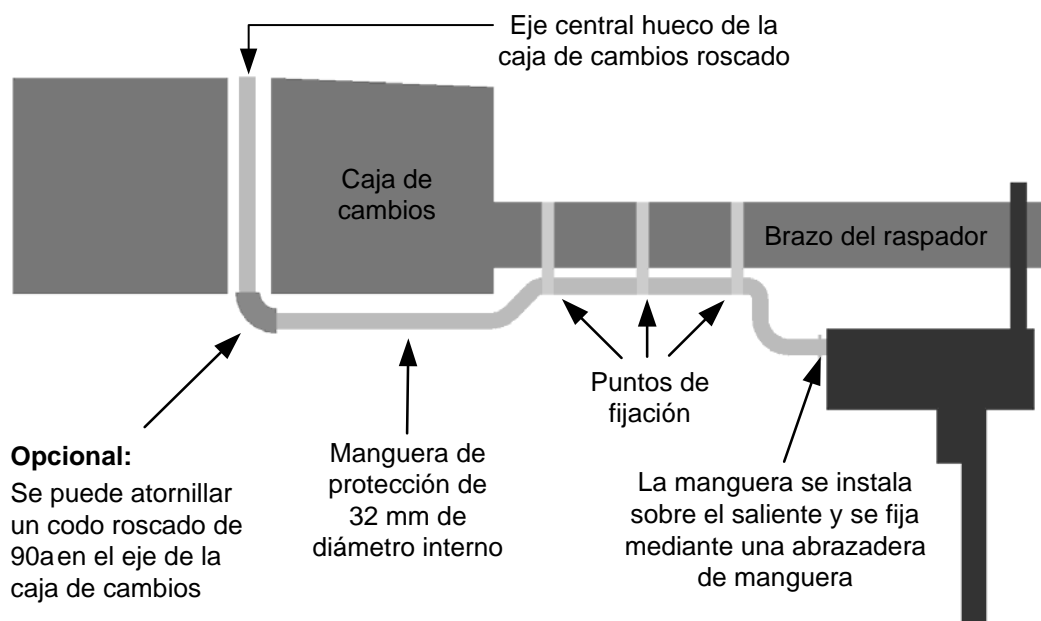 Eje central hueco de la
caja de cambios roscado
Caja de
cambios
Brazo del raspador
Puntos de
fijación
Opcional:
Se puede atornillar
un codo roscado de
90a en el eje de la
caja de cambios
Manguera de
protección de
32 mm de
diámetro interno
La manguera se instala
sobre el saliente y se fija
mediante una abrazadera
de manguera